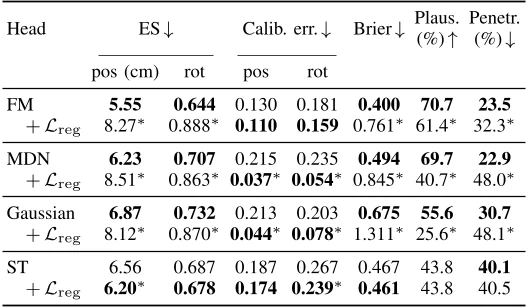 Head ES ↓ Calib. err. ↓ Brier ↓ Plaus. (%) ↑ Penetr. (%) ↓
pos (cm) rot pos rot
FM 5.55 0.644 0.130 0.181 0.400 70.7 23.5
+ ℒreg 8.27* 0.888* 0.110 0.159 0.761* 61.4* 32.3*
MDN 6.23 0.707 0.215 0.235 0.494 69.7 22.9
+ ℒreg 8.51* 0.863* 0.037* 0.054* 0.845* 40.7* 48.0*
Gaussian 6.87 0.732 0.213 0.203 0.675 55.6 30.7
+ ℒreg 8.12* 0.870* 0.044* 0.078* 1.311* 25.6* 48.1*
ST 6.56 0.687 0.187 0.267 0.467 43.8 40.1
+ ℒreg 6.20* 0.678 0.174 0.239* 0.461 43.8 40.5